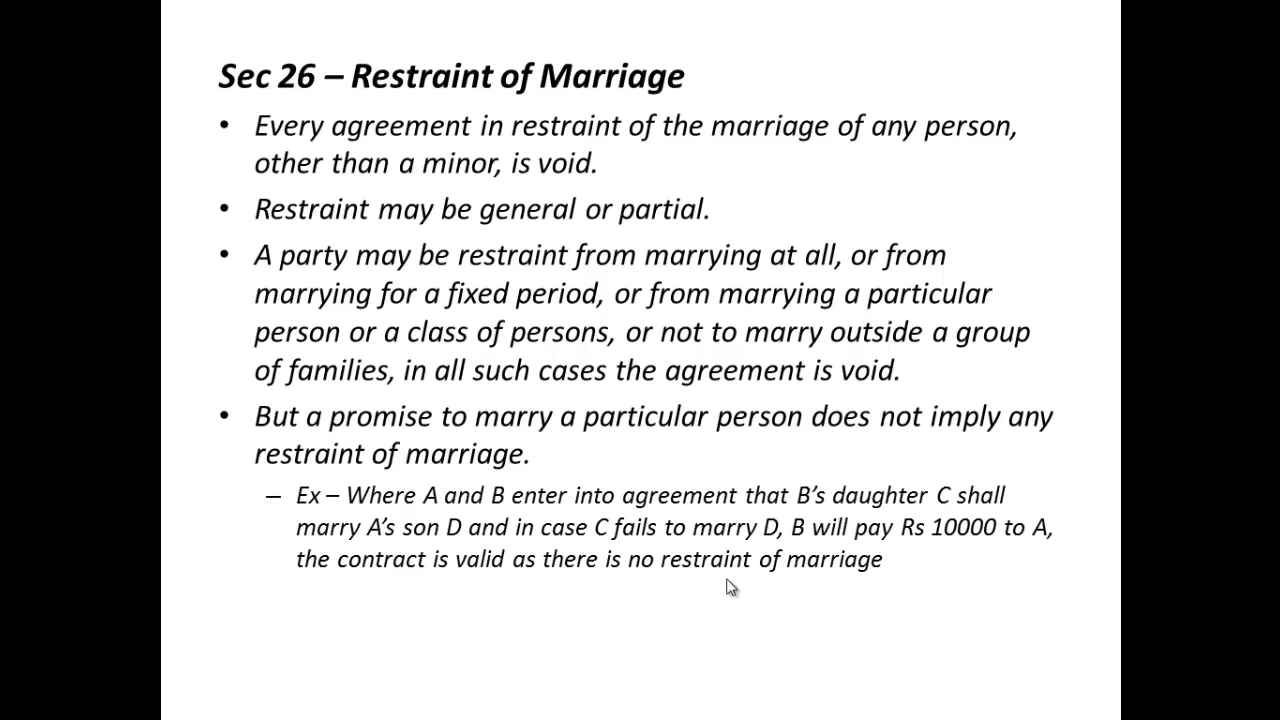 Sec 26 – Restraint of Marriage
• Every agreement in restraint of the marriage of any person,
other than a minor, is void.
• Restraint may be general or partial.
• A party may be restraint from marrying at all, or from
marrying for a fixed period, or from marrying a particular
person or a class of persons, or not to marry outside a group
of families, in all such cases the agreement is void.
• But a promise to marry a particular person does not imply any
restraint of marriage.
– Ex – Where A and B enter into agreement that B’s daughter C shall
marry A’s son D and in case C fails to marry D, B will pay Rs 10000 to A,
the contract is valid as there is no restraint of marriage